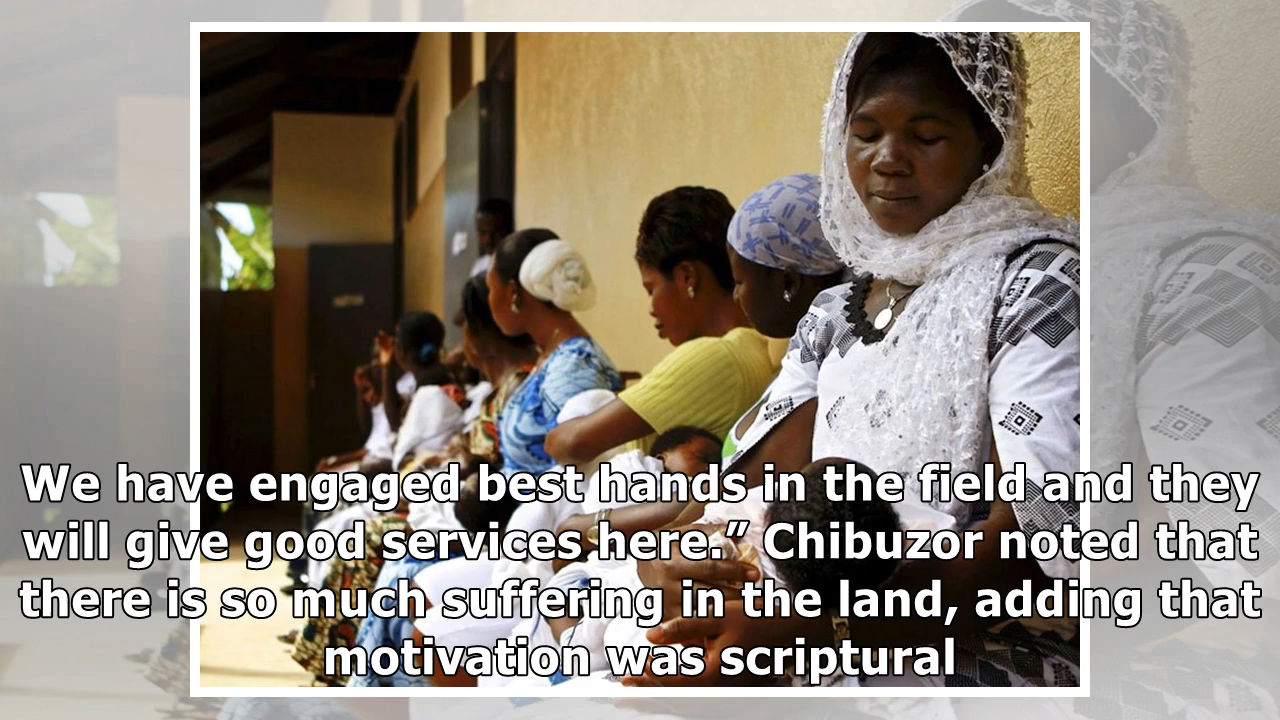 We have engaged best hands in the field and they
will give good services here.” Chibuzor noted that
there is so much suffering in the land, adding that
motivation was scriptural